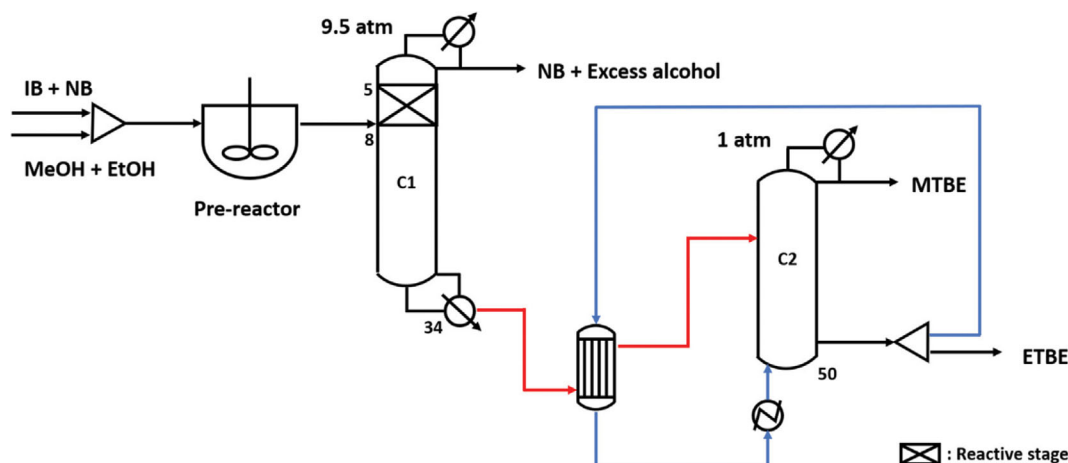 9.5 atm
NB + Excess alcohol
IB + NB
MeOH + EtOH
Pre-reactor
5
8
C1
34
1 atm
MTBE
C2
ETBE
50
: Reactive stage